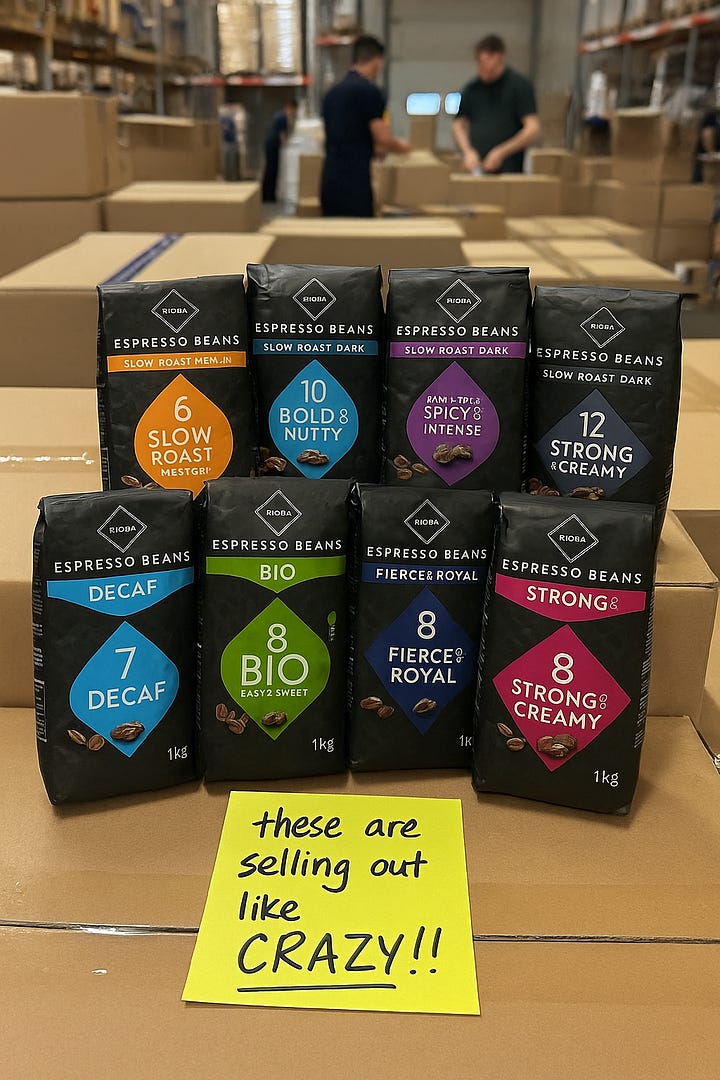 RIOBA
ESPRESSO BEANS
6
SLOW
ROAST
RIOBA
ESPRESSO BEANS
SLOW ROAST DARK
10
BOLD &
NUTTY
RIOBA
ESPRESSO BEANS
SLOW ROAST DARK
SPICY &
INTENSE
RIOBA
ESPRESSO BEANS
SLOW ROAST DARK
12
STRONG
& CREAMY
RIOBA
ESPRESSO BEANS
DECAF
7
DECAF
1kg
RIOBA
ESPRESSO BEANS
BIO
8
BIO
EASY2 SWEET
1kg
RIOBA
ESPRESSO BEANS
FIERCE & ROYAL
8
FIERCE &
ROYAL
1k
RIOBA
ESPRESSO BEANS
STRONG
8
STRONG
CREAMY
1kg
these are
selling out
like
CRAZY!!